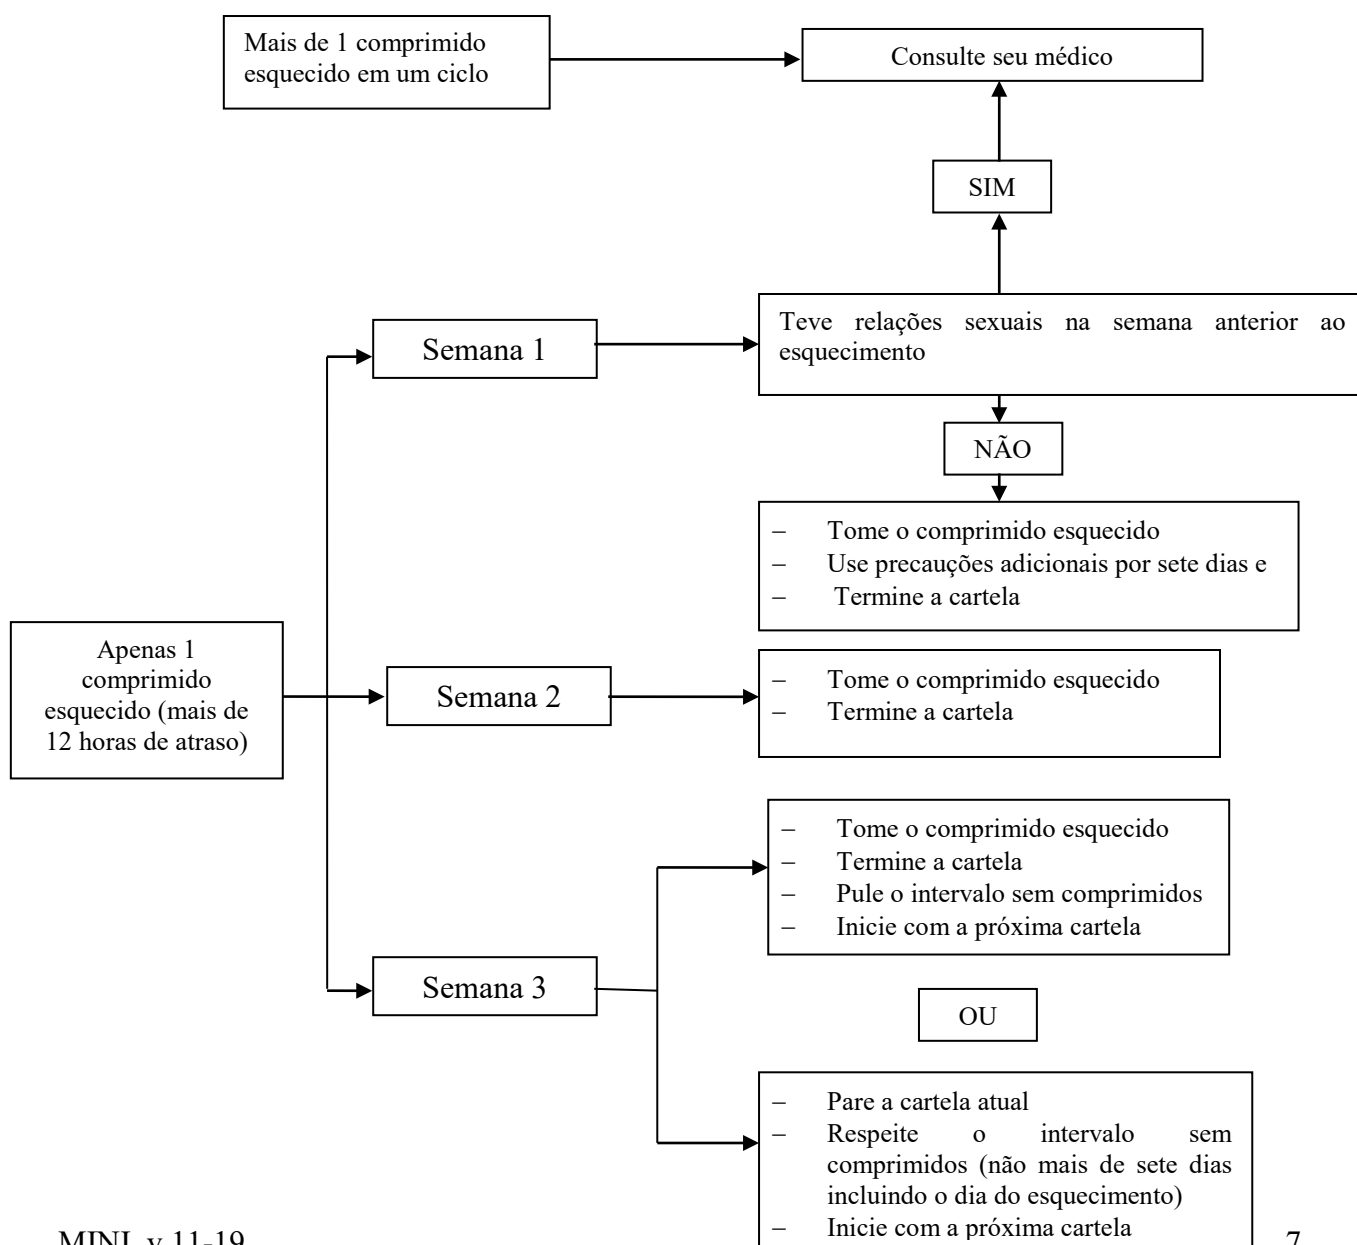 Mais de 1 comprimido
esquecido em um ciclo
Consulte seu médico
SIM
Teve relações sexuais na semana anterior ao
esquecimento
Semana 1
NÃO
– Tome o comprimido esquecido
– Use precauções adicionais por sete dias e
– Termine a cartela
Apenas 1
comprimido
esquecido (mais de
12 horas de atraso)
Semana 2
– Tome o comprimido esquecido
– Termine a cartela
– Tome o comprimido esquecido
– Termine a cartela
– Pule o intervalo sem comprimidos
– Inicie com a próxima cartela
Semana 3
OU
– Pare a cartela atual
– Respeite o intervalo sem
comprimidos (não mais de sete dias
incluindo o dia do esquecimento)
– Inicie com a próxima cartela
MINI_v 11-19
7